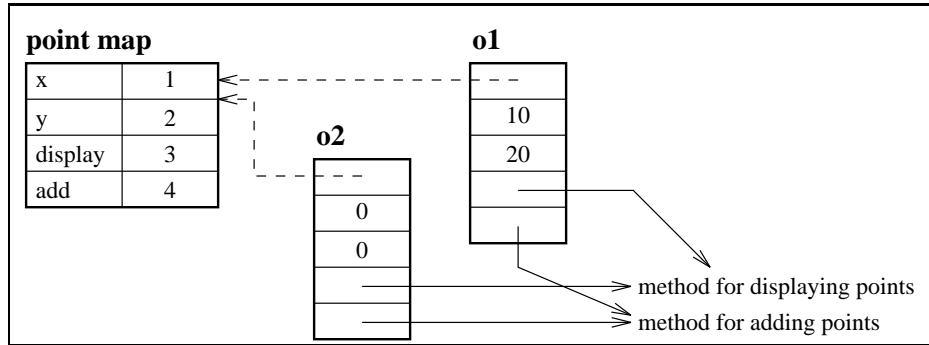 point map
x 1
y 2
display 3
add 4
o1
10
20
o2
0
0
method for displaying points
method for adding points